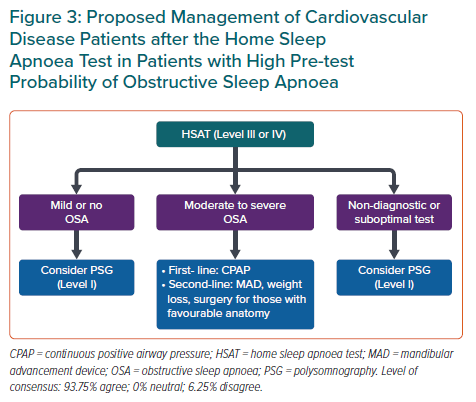 Figure 3: Proposed Management of Cardiovascular
Disease Patients after the Home Sleep
Apnoea Test in Patients with High Pre-test
Probability of Obstructive Sleep Apnoea
HSAT (Level III or IV)
Mild or no
OSA
Moderate to severe
OSA
Non-diagnostic or
suboptimal test
Consider PSG
(Level I)
• First- line: CPAP
• Second-line: MAD, weight
loss, surgery for those with
favourable anatomy
Consider PSG
(Level I)
CPAP = continuous positive airway pressure; HSAT = home sleep apnoea test; MAD = mandibular
advancement device; OSA = obstructive sleep apnoea; PSG = polysomnography. Level of
consensus: 93.75% agree; 0% neutral; 6.25% disagree.